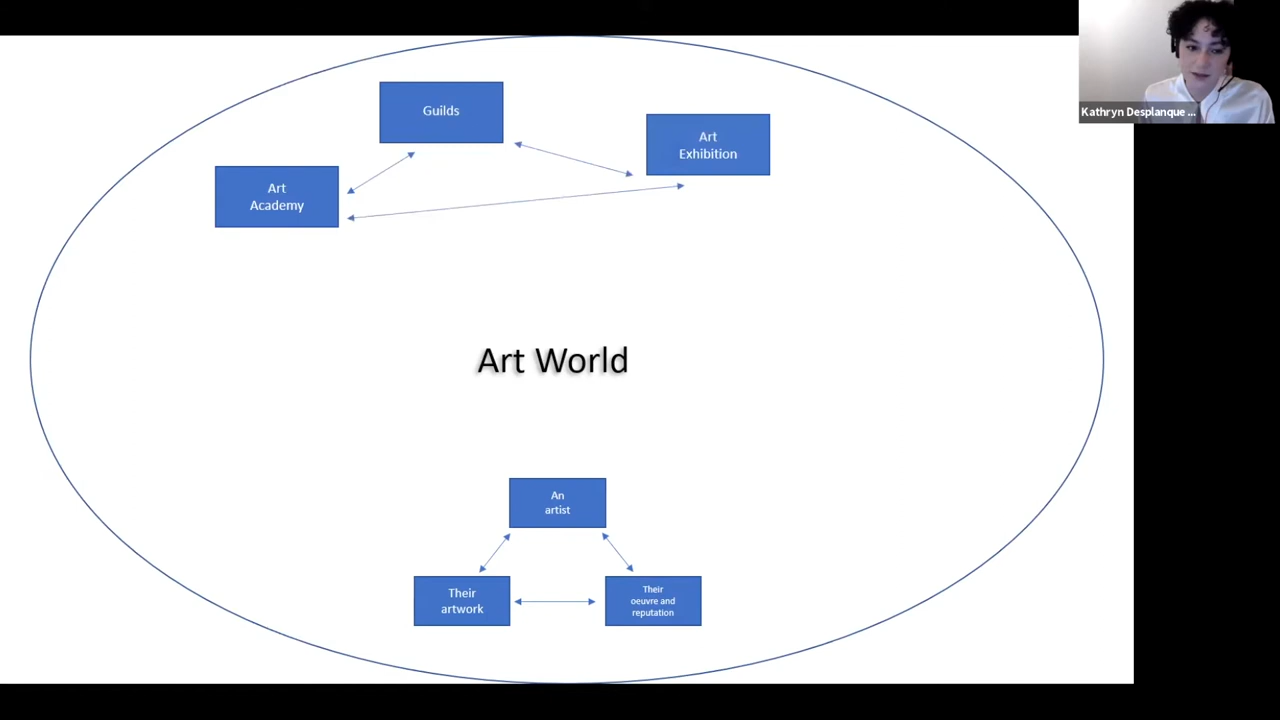 Kathryn Desplanque ...
Guilds
Art
Exhibition
Art
Academy
Art World
An
artist
Their
artwork
Their
oeuvre and
reputation